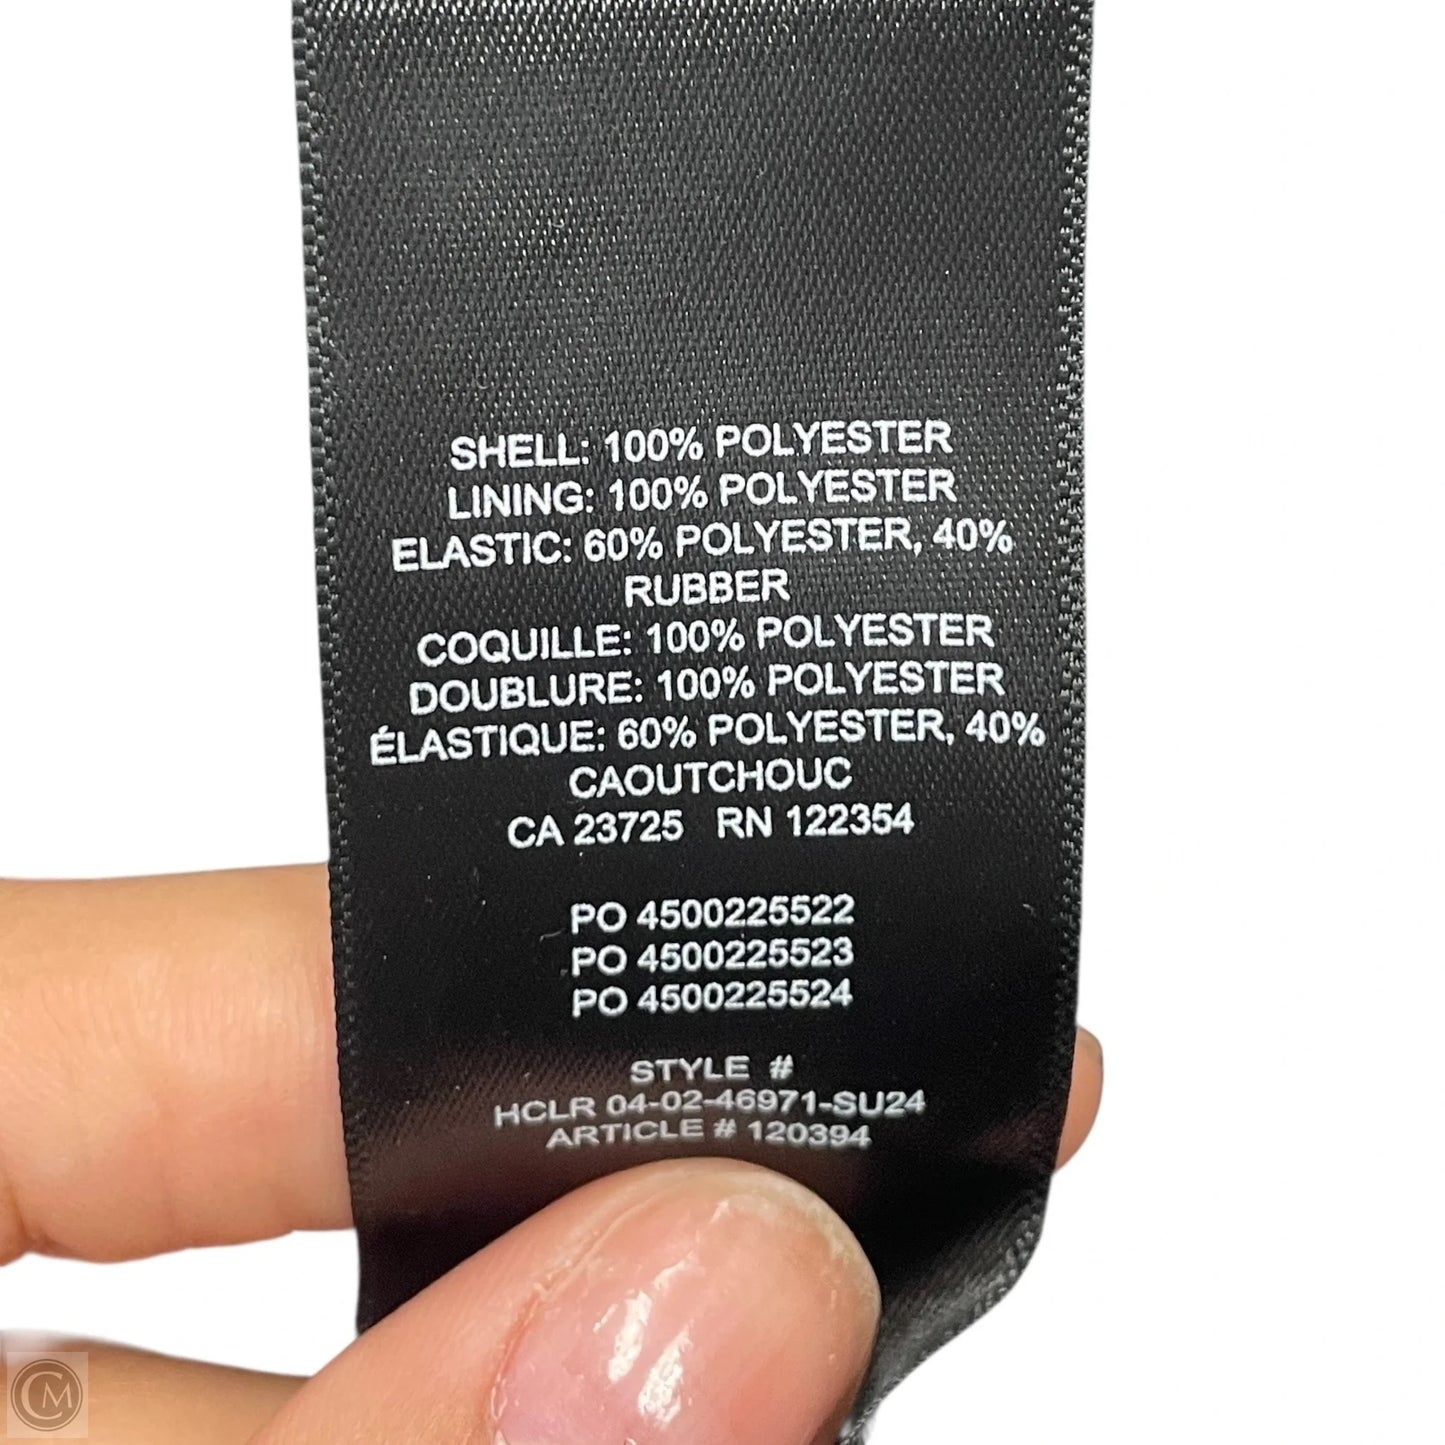 SHELL: 100% POLYESTER
LINING: 100% POLYESTER
ELASTIC: 60% POLYESTER, 40%
RUBBER
COQUILLE: 100% POLYESTER
DOUBLURE: 100% POLYESTER
ÉLASTIQUE: 60% POLYESTER, 40%
CAOUTCHOUC
CA 23725 RN 122354
PO 4500225522
PO 4500225523
PO 4500225524
STYLE #
HCLR 04-02-46971-SU24
ARTICLE # 120394
CM